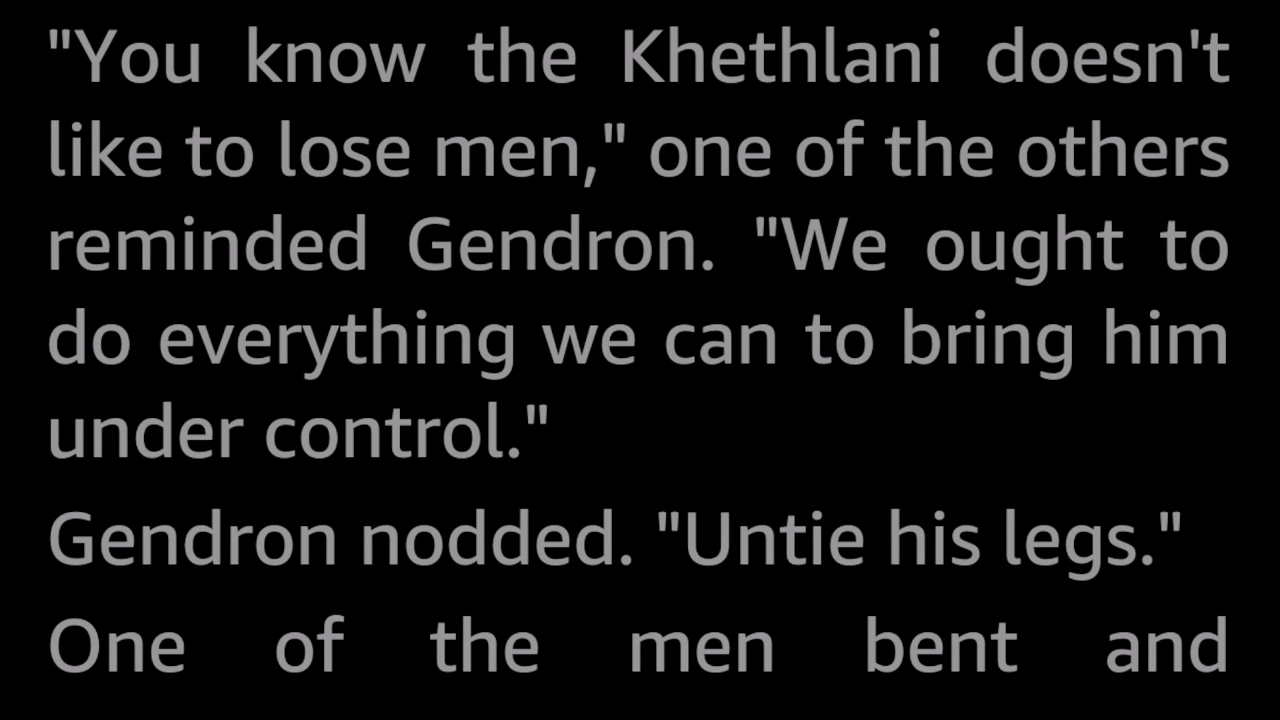 "You know the Khethlani doesn't
like to lose men," one of the others
reminded Gendron. "We ought to
do everything we can to bring him
under control."
Gendron nodded. "Untie his legs."
One of the men bent and